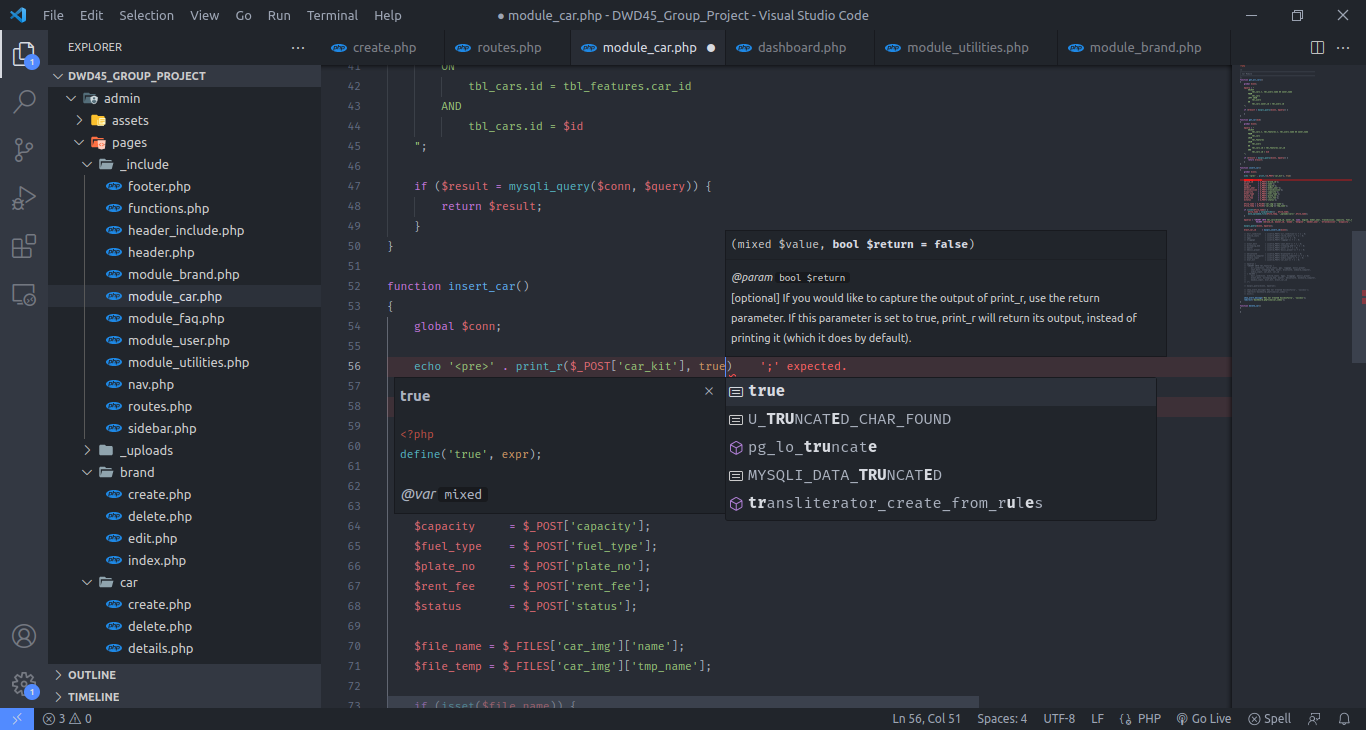 File Edit Selection View Go Run Terminal Help
● module_car.php - DWD45_Group_Project - Visual Studio Code
EXPLORER
create.php
routes.php
module_car.php
dashboard.php
module_utilities.php
module_brand.php
DWD45_GROUP_PROJECT
admin
assets
pages
_include
footer.php
functions.php
header_include.php
header.php
module_brand.php
module_car.php
module_faq.php
module_user.php
module_utilities.php
nav.php
routes.php
sidebar.php
_uploads
brand
create.php
delete.php
edit.php
index.php
car
create.php
delete.php
details.php
OUTLINE
TIMELINE
1
1
41 ON
42 tbl_cars.id = tbl_features.car_id
43 AND
44 tbl_cars.id = $id
45 ";
46
47 if ($result = mysqli_query($conn, $query)) {
48 return $result;
49 }
50 }
51
52 function insert_car()
53 {
54 global $conn;
55
56 echo '<pre>' . print_r($_POST['car_kit'], true) ';' expected.
57
58
59
60
61
62
63
64 $capacity = $_POST['capacity'];
65 $fuel_type = $_POST['fuel_type'];
66 $plate_no = $_POST['plate_no'];
67 $rent_fee = $_POST['rent_fee'];
68 $status = $_POST['status'];
69
70 $file_name = $_FILES['car_img']['name'];
71 $file_temp = $_FILES['car_img']['tmp_name'];
72
73 if (isset($file_name)) {
(mixed $value, bool $return = false)
@param bool $return
[optional] If you would like to capture the output of print_r, use the return
parameter. If this parameter is set to true, print_r will return its output, instead of
printing it (which it does by default).
true
<?php
define('true', expr);
@var mixed
true
U_TRUNCATED_CHAR_FOUND
pg_lo_truncate
MYSQLI_DATA_TRUNCATED
transliterator_create_from_rules
3 0
Ln 56, Col 51 Spaces: 4 UTF-8 LF PHP Go Live Spell